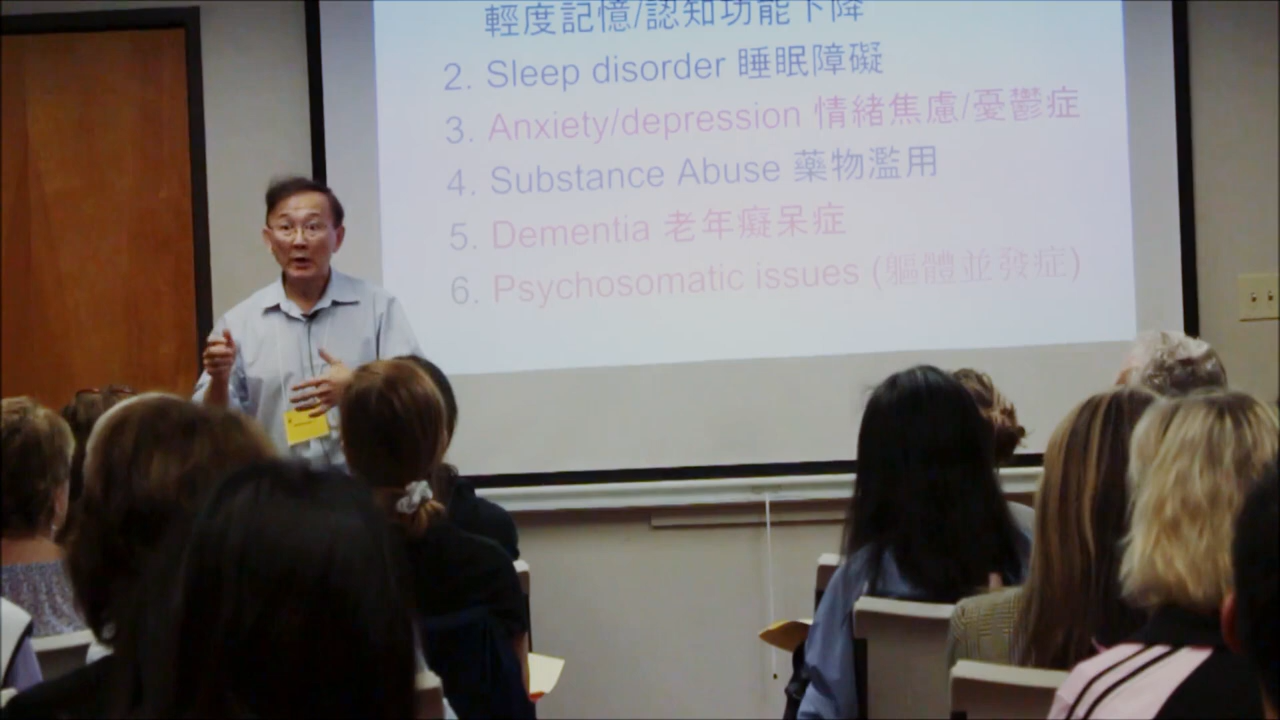 輕度記憶/認知功能下降
2. Sleep disorder 睡眠障礙
3. Anxiety/depression 情緒焦慮/憂鬱症
4. Substance Abuse 藥物濫用
5. Dementia 老年癡呆症
6. Psychosomatic issues (軀體並發症)